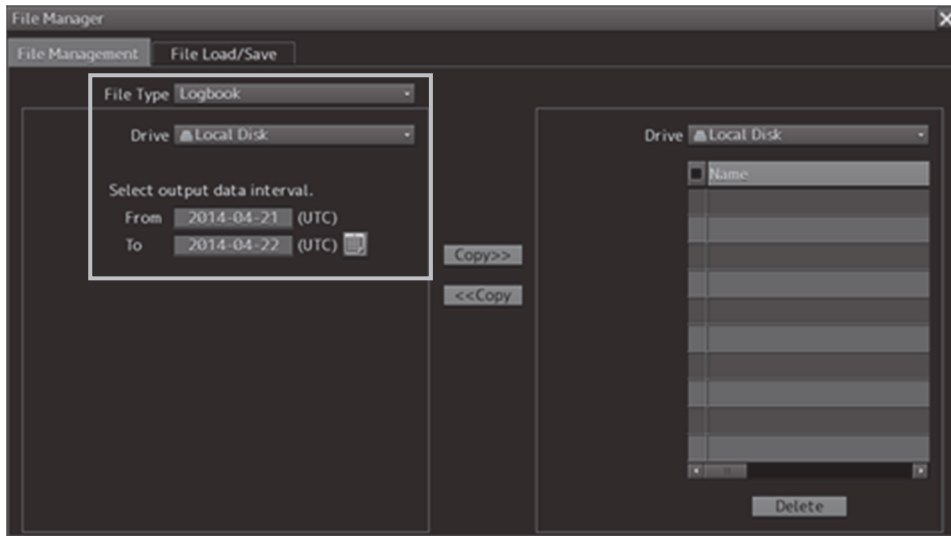 File Manager
File Management File Load/Save
File Type Logbook
Drive Local Disk
Select output data interval.
From 2014-04-21 (UTC)
To 2014-04-22 (UTC)
Copy>>
<<Copy
Drive Local Disk
Name
Delete